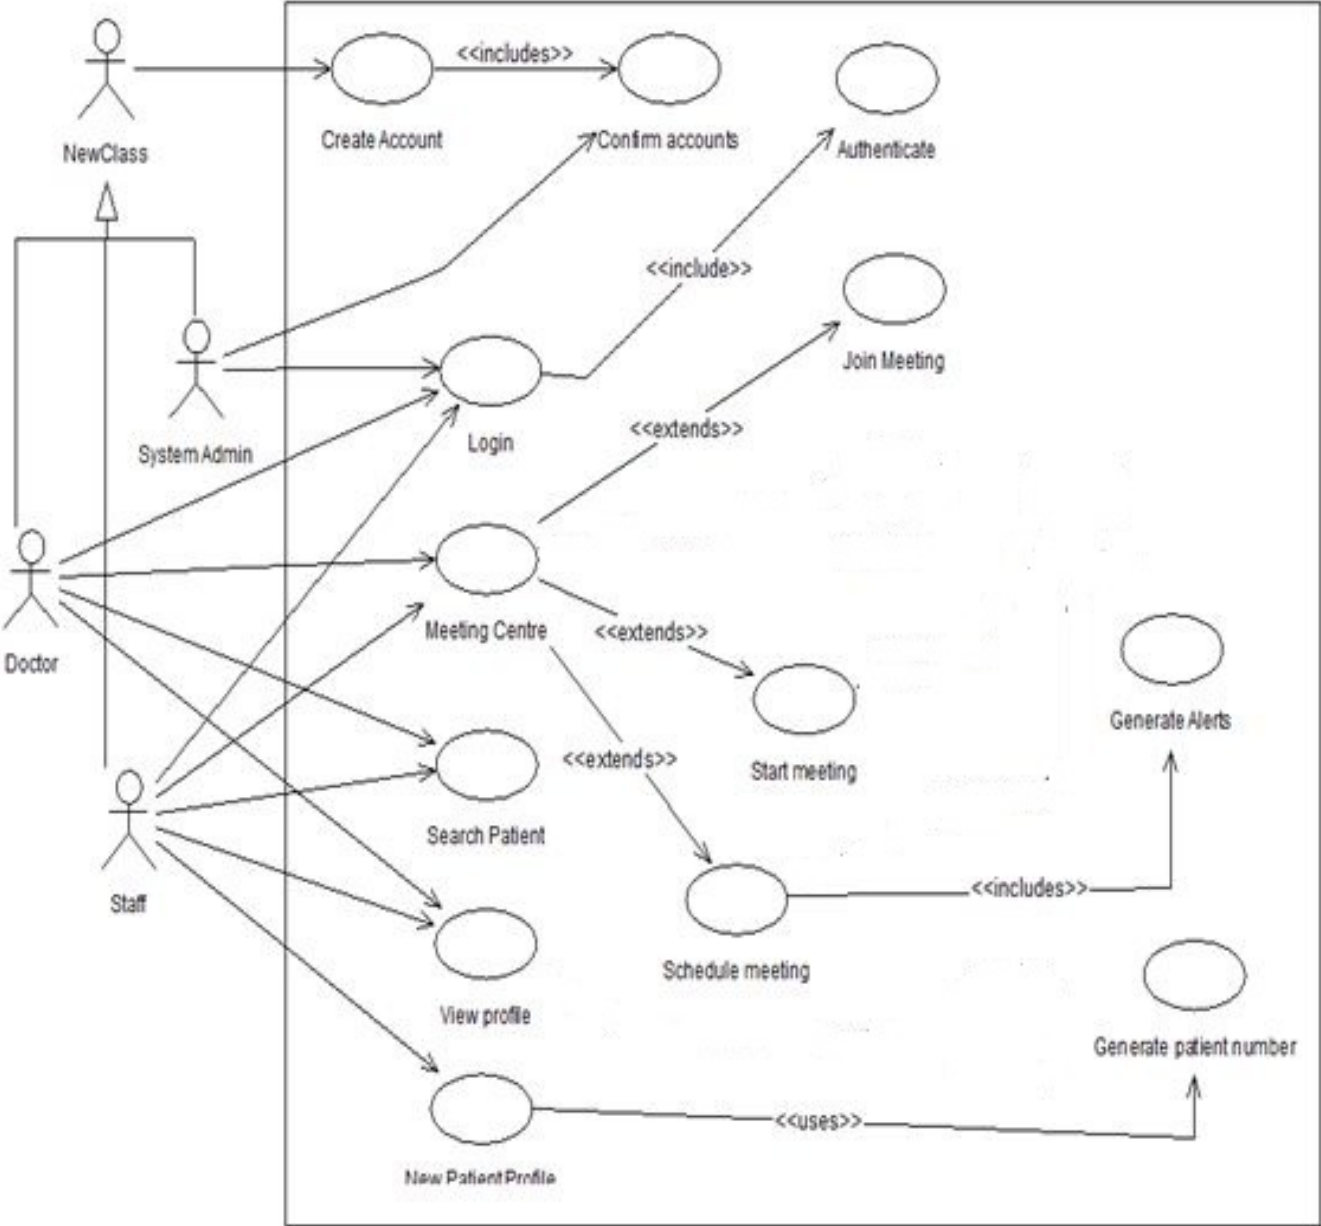 <<includes>>
Create Account
Confirm accounts
Authenticate
NewClass
<<include>>
Join Meeting
System Admin
Login
<<extends>>
Meeting Centre
<<extends>>
Doctor
Generate Alerts
<<extends>>
Start meeting
Search Patient
<<includes>>
Staff
Schedule meeting
View profile
Generate patient number
<<uses>>
New Patient Profile